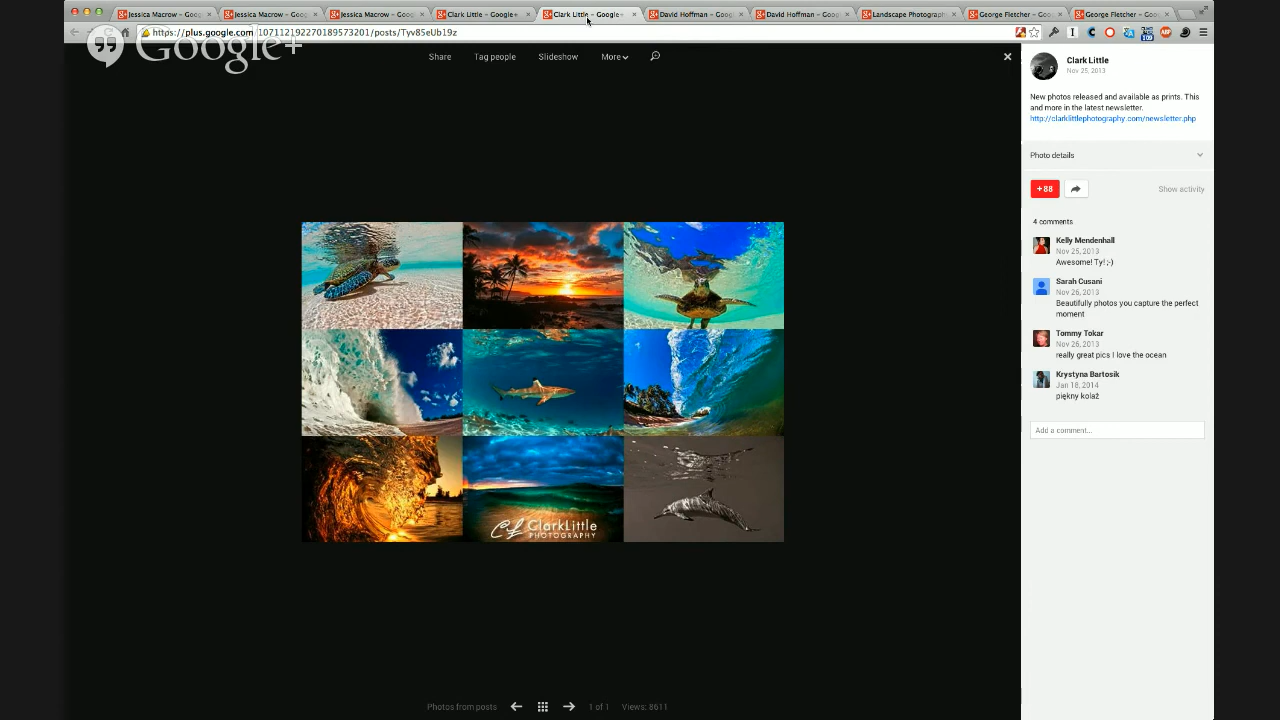 Jessica Macrow – Goo
Jessica Macrow – Goog
Jessica Macrow – Goog
Clark Little – Google+
Clark Little – Google+
David Hoffman – Goog
David Hoffman – Goog
Landscape Photograph
George Fletcher – Goo
George Fletcher – Goo
https://plus.google.com/107112192270189573201/posts/Tyv85eUb19z
Google+
Share
Tag people
Slideshow
More
Clark Little
Nov 25, 2013
New photos released and available as prints. This
and more in the latest newsletter.
http://clarklittlephotography.com/newsletter.php
Photo details
+88
Show activity
4 comments
Kelly Mendenhall
Nov 25, 2013
Awesome! Ty! ;-)
Sarah Cusani
Nov 26, 2013
Beautifully photos you capture the perfect
moment
Tommy Tokar
Nov 26, 2013
really great pics I love the ocean
Krystyna Bartosik
Jan 18, 2014
piękny kolaż
Add a comment...
CL ClarkLittle
PHOTOGRAPHY
Photos from posts
1 of 1
Views: 8611